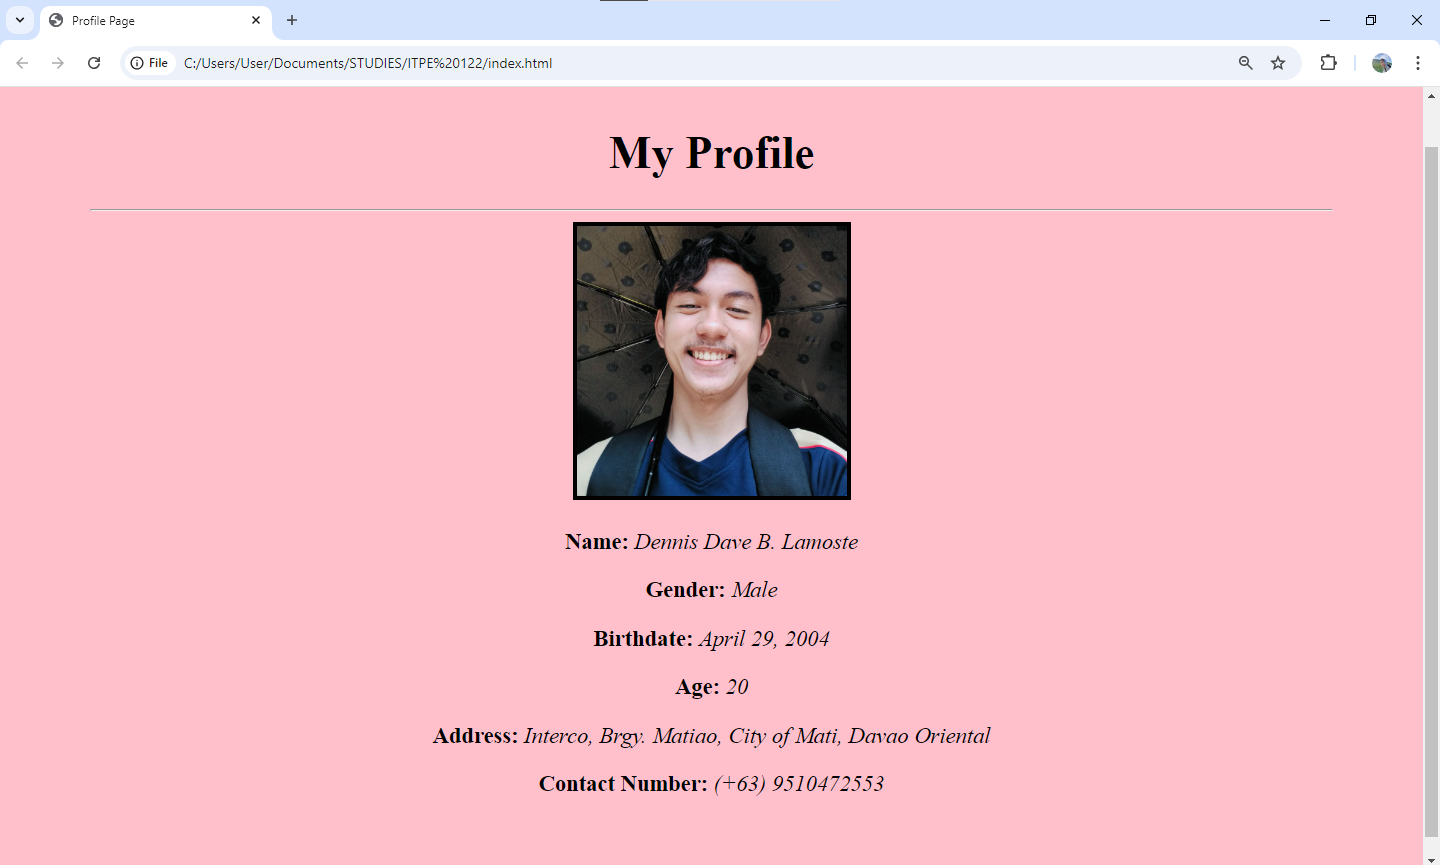 Profile Page
File C:/Users/User/Documents/STUDIES/ITPE%20122/index.html
My Profile
Name: Dennis Dave B. Lamoste
Gender: Male
Birthdate: April 29, 2004
Age: 20
Address: Interco, Brgy. Matiao, City of Mati, Davao Oriental
Contact Number: (+63) 9510472553